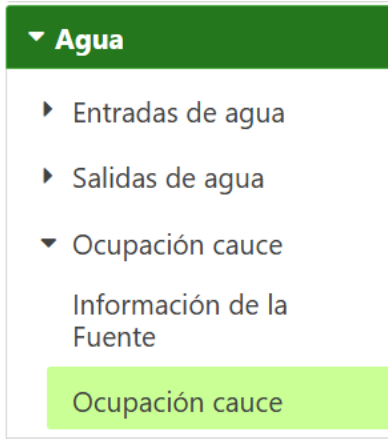 Agua
Entradas de agua
Salidas de agua
Ocupación cauce
Información de la
Fuente
Ocupación cauce